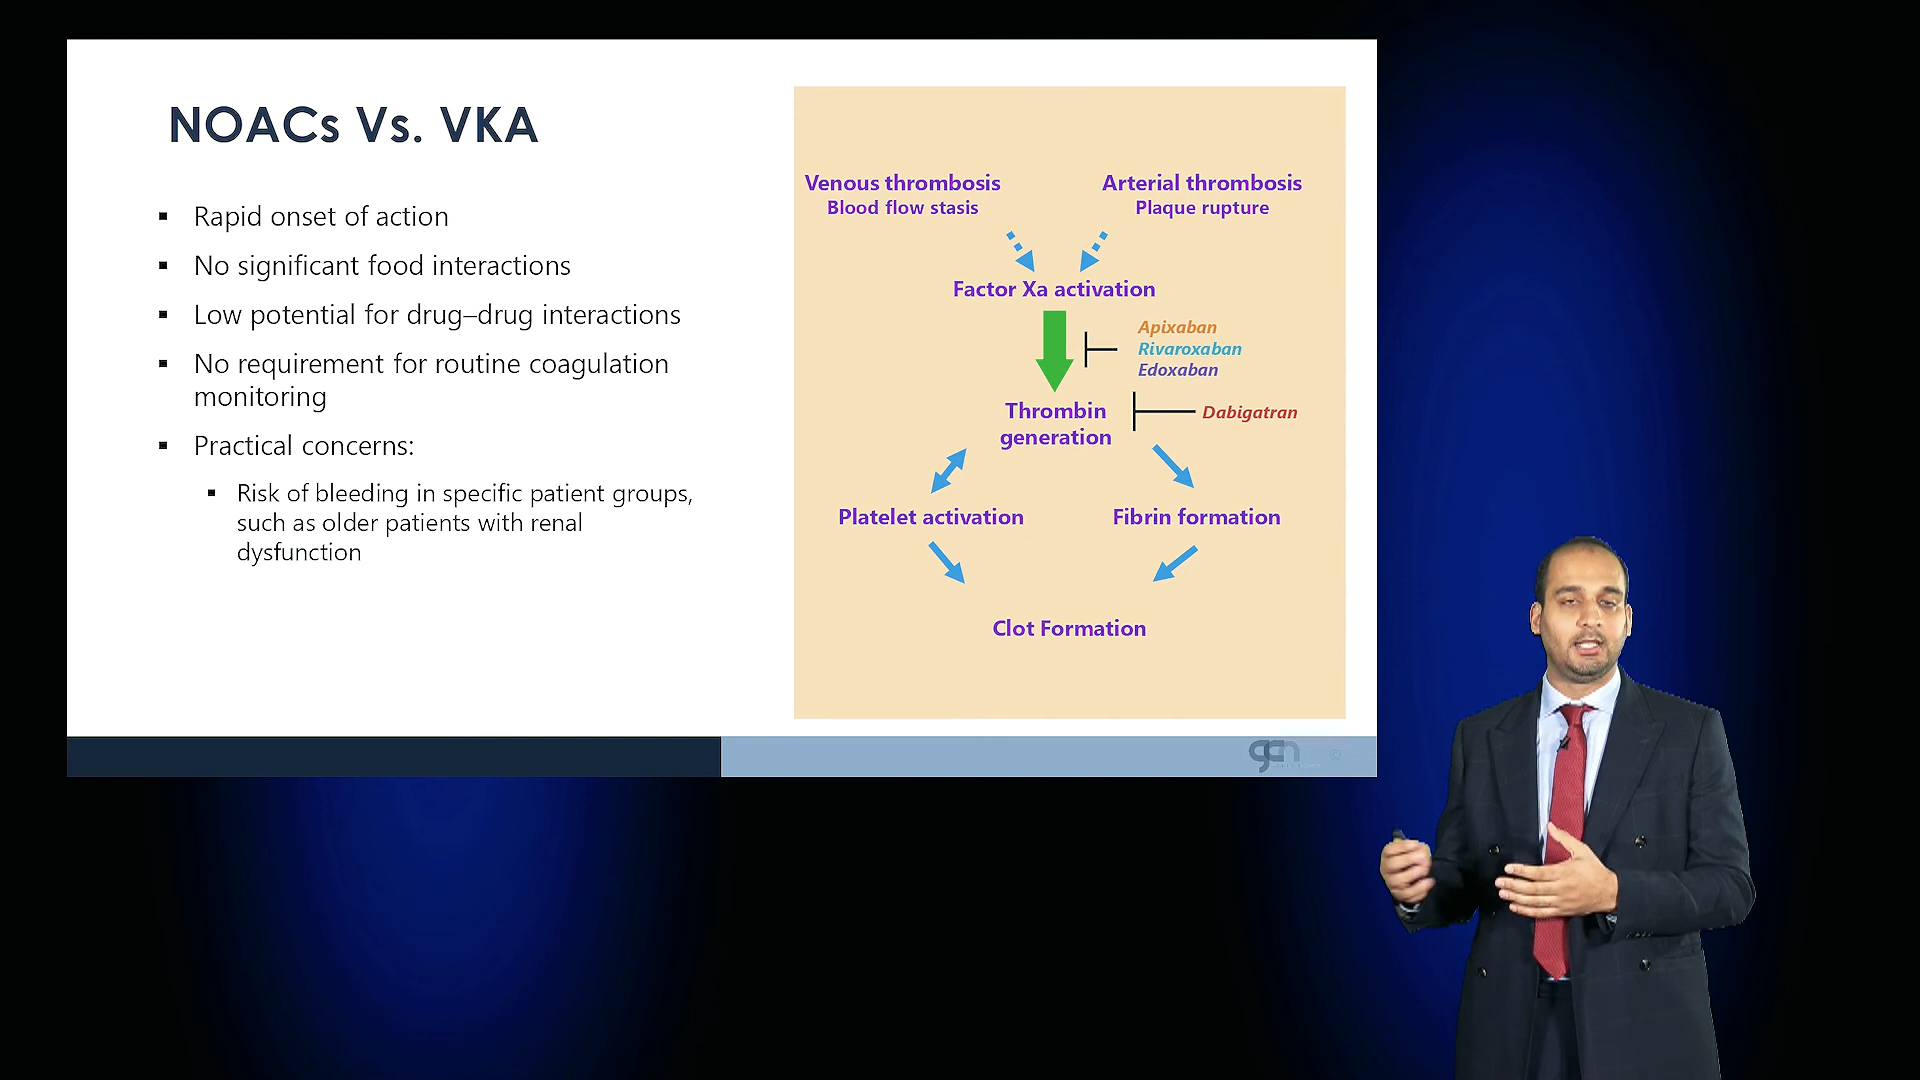 NOACs Vs. VKA
▪ Rapid onset of action
▪ No significant food interactions
▪ Low potential for drug–drug interactions
▪ No requirement for routine coagulation
monitoring
▪ Practical concerns:
▪ Risk of bleeding in specific patient groups,
such as older patients with renal
dysfunction
Venous thrombosis
Blood flow stasis
Arterial thrombosis
Plaque rupture
Factor Xa activation
Apixaban
Rivaroxaban
Edoxaban
Thrombin
generation
Dabigatran
Platelet activation
Fibrin formation
Clot Formation
gcn
©